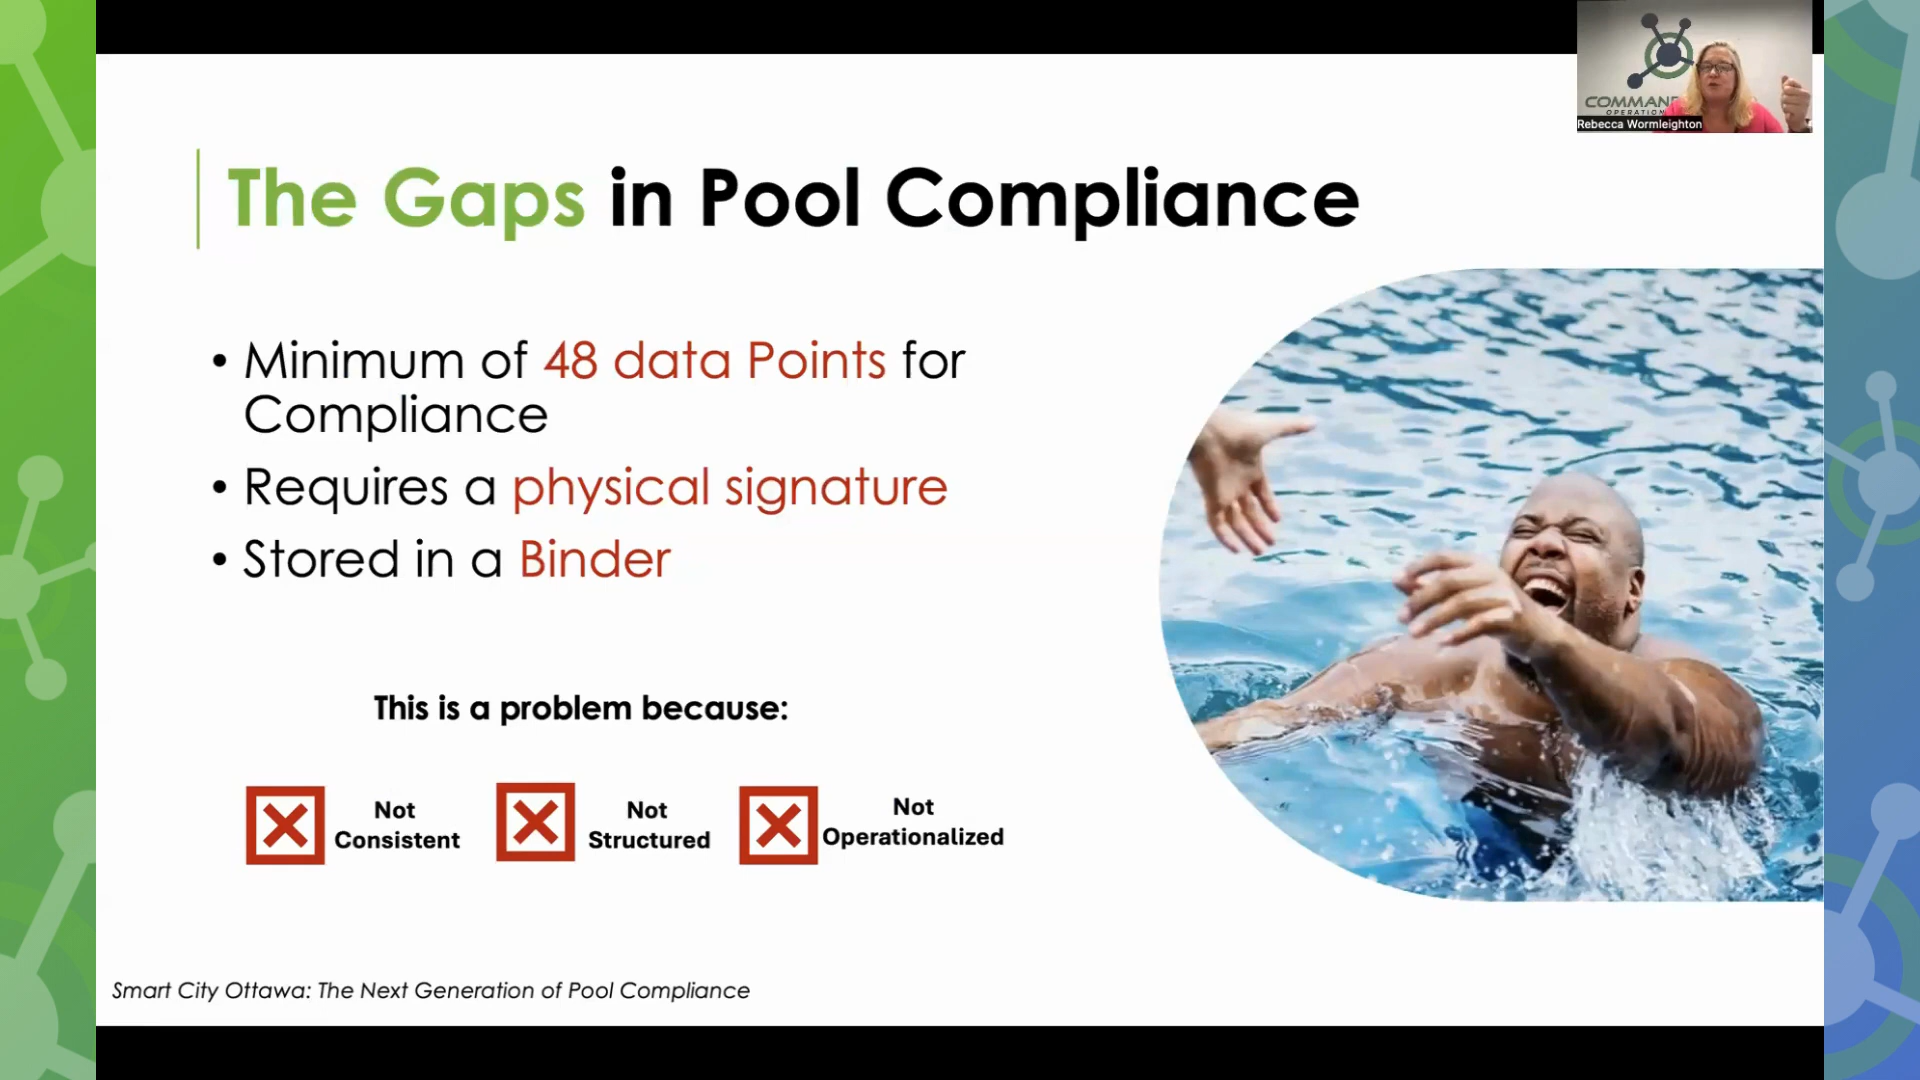 COMMAN
OPERATION
Rebecca Wormleighton
The Gaps in Pool Compliance
• Minimum of 48 data Points for
Compliance
• Requires a physical signature
• Stored in a Binder
This is a problem because:
Not
Consistent
Not
Structured
Not
Operationalized
Smart City Ottawa: The Next Generation of Pool Compliance